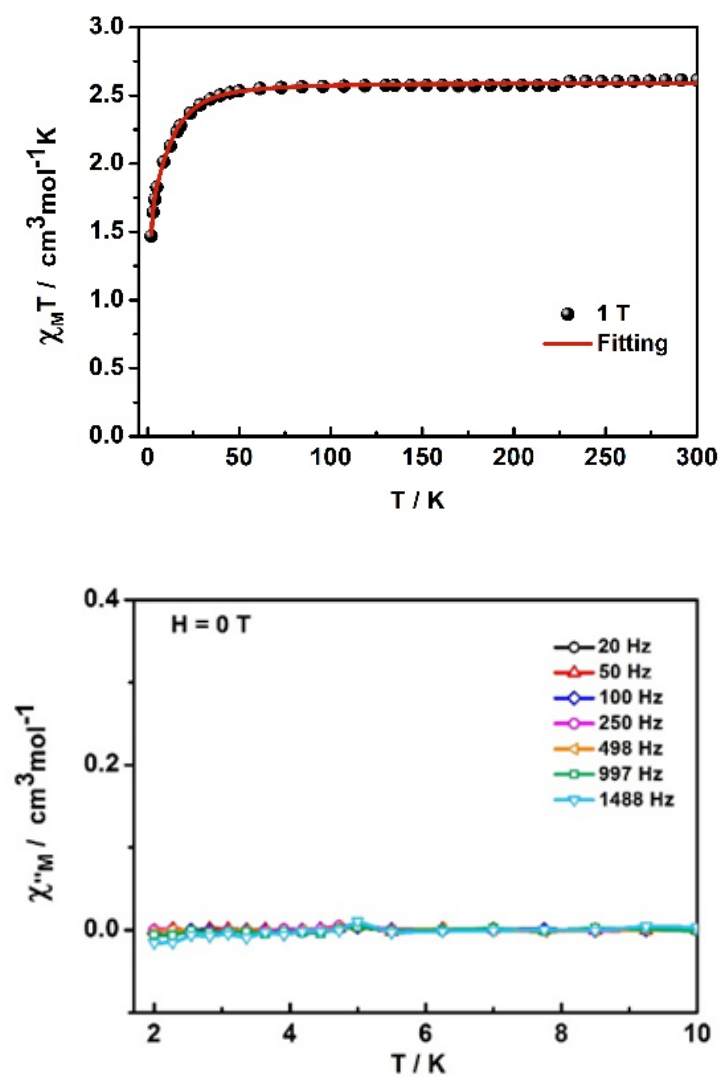 3.0
2.5
2.0
1.5
1.0
0.5
0.0
χMT / cm³mol⁻¹K
1 T
Fitting
0 50 100 150 200 250 300
T / K
0.4
0.2
0.0
χ"M / cm³mol⁻¹
H = 0 T
20 Hz
50 Hz
100 Hz
250 Hz
498 Hz
997 Hz
1488 Hz
2 4 6 8 10
T / K